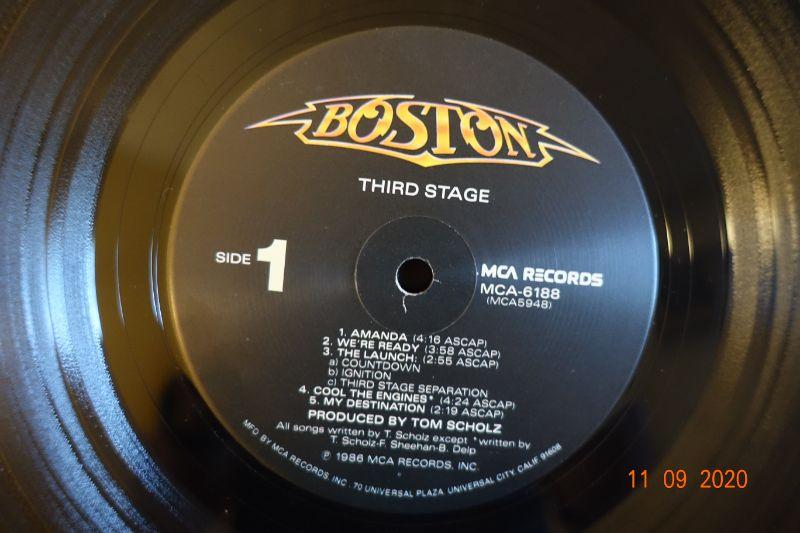 BOSTON
THIRD STAGE
SIDE 1
MCA RECORDS
MCA-6188
(MCA5948)
1. AMANDA (4:16 ASCAP)
2. WE'RE READY (3:58 ASCAP)
3. THE LAUNCH: (2:55 ASCAP)
a) COUNTDOWN
b) IGNITION
c) THIRD STAGE SEPARATION
4. COOL THE ENGINES* (4:24 ASCAP)
5. MY DESTINATION (2:19 ASCAP)
PRODUCED BY TOM SCHOLZ
All songs written by T. Scholz except *written by
T. Scholz-F. Sheehan-B. Delp
℗ 1986 MCA RECORDS, INC.
MFD BY MCA RECORDS, INC., 70 UNIVERSAL PLAZA, UNIVERSAL CITY, CALIF 91608
11 09 2020